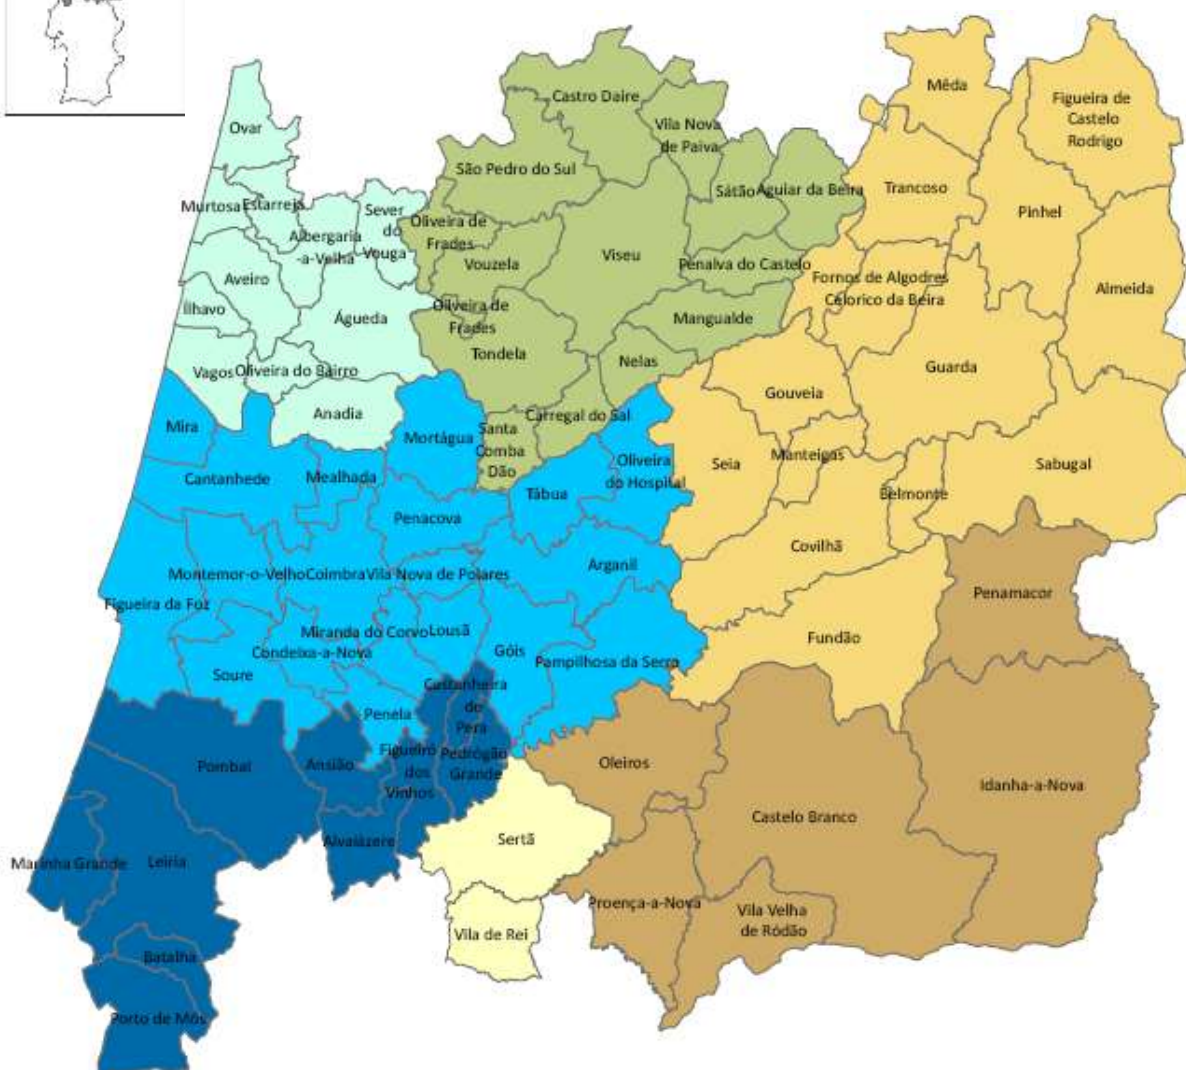 Ovar
Murtosa
Estarreja
Albergaria
-a-Velha
Sever
do
Vouga
Aveiro
Ílhavo
Águeda
Vagos
Oliveira do Bairro
Anadia
Castro Daire
Vila Nova
de Paiva
São Pedro do Sul
Sátão
Aguiar da Beira
Oliveira de
Frades
Vouzela
Viseu
Penalva do Castelo
Oliveira de
Frades
Tondela
Mangualde
Nelas
Carregal do Sal
Santa
Comba
Dão
Mêda
Figueira de
Castelo
Rodrigo
Trancoso
Pinhel
Fornos de Algodres
Celorico da Beira
Almeida
Guarda
Gouveia
Seia
Manteigas
Sabugal
Belmonte
Covilhã
Fundão
Mira
Cantanhede
Mealhada
Mortágua
Oliveira
do Hospital
Tábua
Penacova
Arganil
Montemor-o-Velho
Coimbra
Vila Nova de Poiares
Figueira da Foz
Miranda do Corvo
Lousã
Condeixa-a-Nova
Góis
Pampilhosa da Serra
Soure
Penela
Castanheira
de
Pera
Pedrógão
Grande
Figueiró
dos
Vinhos
Pombal
Ansião
Alvaiázere
Marinha Grande
Leiria
Batalha
Porto de Mós
Sertã
Vila de Rei
Penamacor
Oleiros
Castelo Branco
Idanha-a-Nova
Proença-a-Nova
Vila Velha
de Ródão